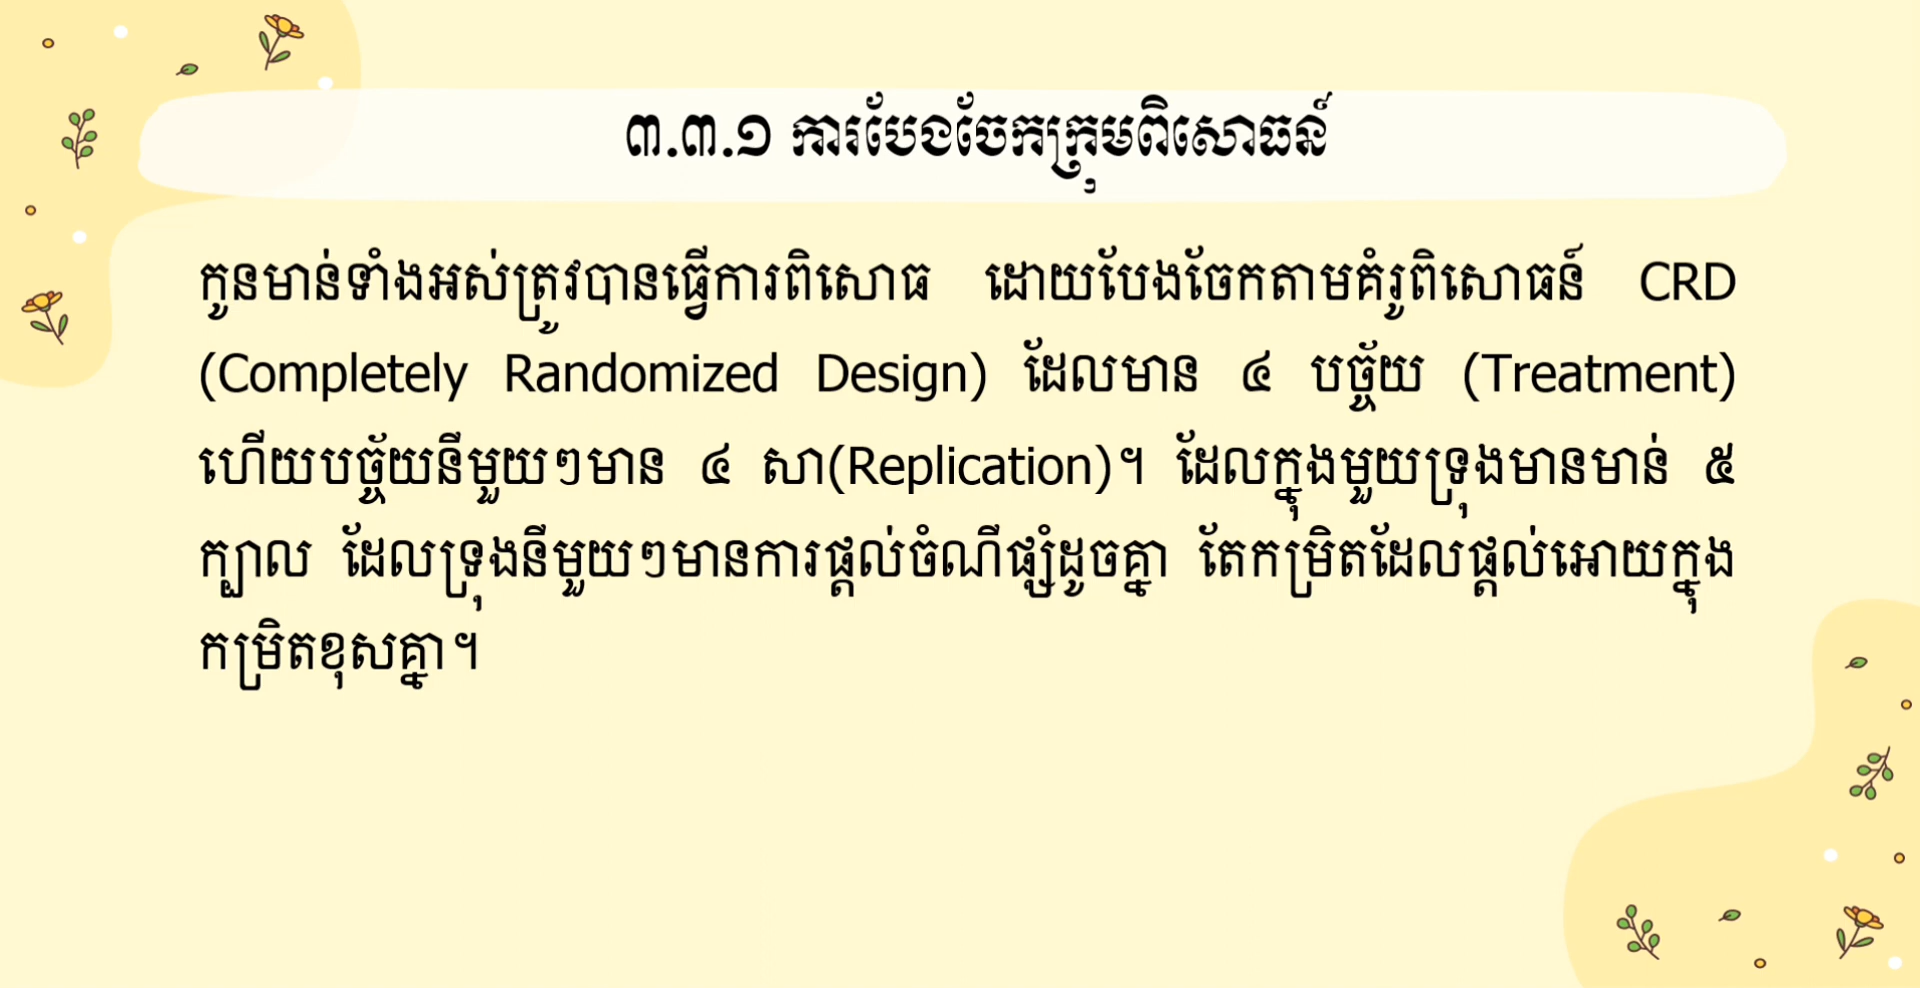 ៣.៣.១ ការបែងចែកក្រុមពិសោធន៍
កូនមាន់ទាំងអស់ត្រូវបានធ្វើការពិសោធ ដោយបែងចែកតាមគំរូពិសោធន៍ CRD
(Completely Randomized Design) ដែលមាន ៤ បច្ច័យ (Treatment)
ហើយបច្ច័យនីមួយៗមាន ៤ សា(Replication)។ ដែលក្នុងមួយទ្រុងមានមាន់ ៥
ក្បាល ដែលទ្រុងនីមួយៗមានការផ្តល់ចំណីផ្សំដូចគ្នា តែកម្រិតដែលផ្តល់អោយក្នុង
កម្រិតខុសគ្នា។